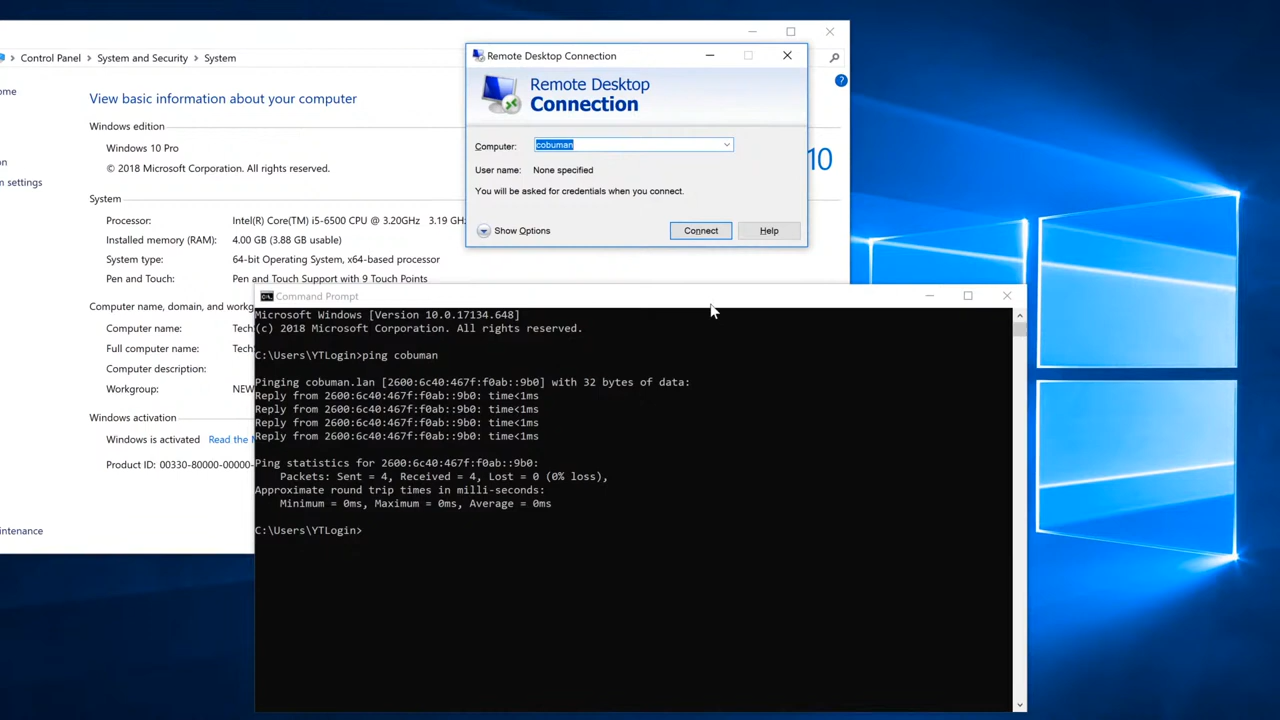 Control Panel > System and Security > System
ome
on
m settings
intenance
View basic information about your computer
Windows edition
Windows 10 Pro
© 2018 Microsoft Corporation. All rights reserved.
10
System
Processor: Intel(R) Core(TM) i5-6500 CPU @ 3.20GHz 3.19 GH
Installed memory (RAM): 4.00 GB (3.88 GB usable)
System type: 64-bit Operating System, x64-based processor
Pen and Touch: Pen and Touch Support with 9 Touch Points
Computer name, domain, and workg
Computer name: Tech
Full computer name: Tech
Computer description:
Workgroup: NEW
Windows activation
Windows is activated Read the M
Product ID: 00330-80000-00000-
Remote Desktop Connection
Remote Desktop
Connection
Computer: cobuman
User name: None specified
You will be asked for credentials when you connect.
Show Options
Connect
Help
Command Prompt
Microsoft Windows [Version 10.0.17134.648]
(c) 2018 Microsoft Corporation. All rights reserved.
C:\Users\YTLogin>ping cobuman
Pinging cobuman.lan [2600:6c40:467f:f0ab::9b0] with 32 bytes of data:
Reply from 2600:6c40:467f:f0ab::9b0: time<1ms
Reply from 2600:6c40:467f:f0ab::9b0: time<1ms
Reply from 2600:6c40:467f:f0ab::9b0: time<1ms
Reply from 2600:6c40:467f:f0ab::9b0: time<1ms
Ping statistics for 2600:6c40:467f:f0ab::9b0:
Packets: Sent = 4, Received = 4, Lost = 0 (0% loss),
Approximate round trip times in milli-seconds:
Minimum = 0ms, Maximum = 0ms, Average = 0ms
C:\Users\YTLogin>